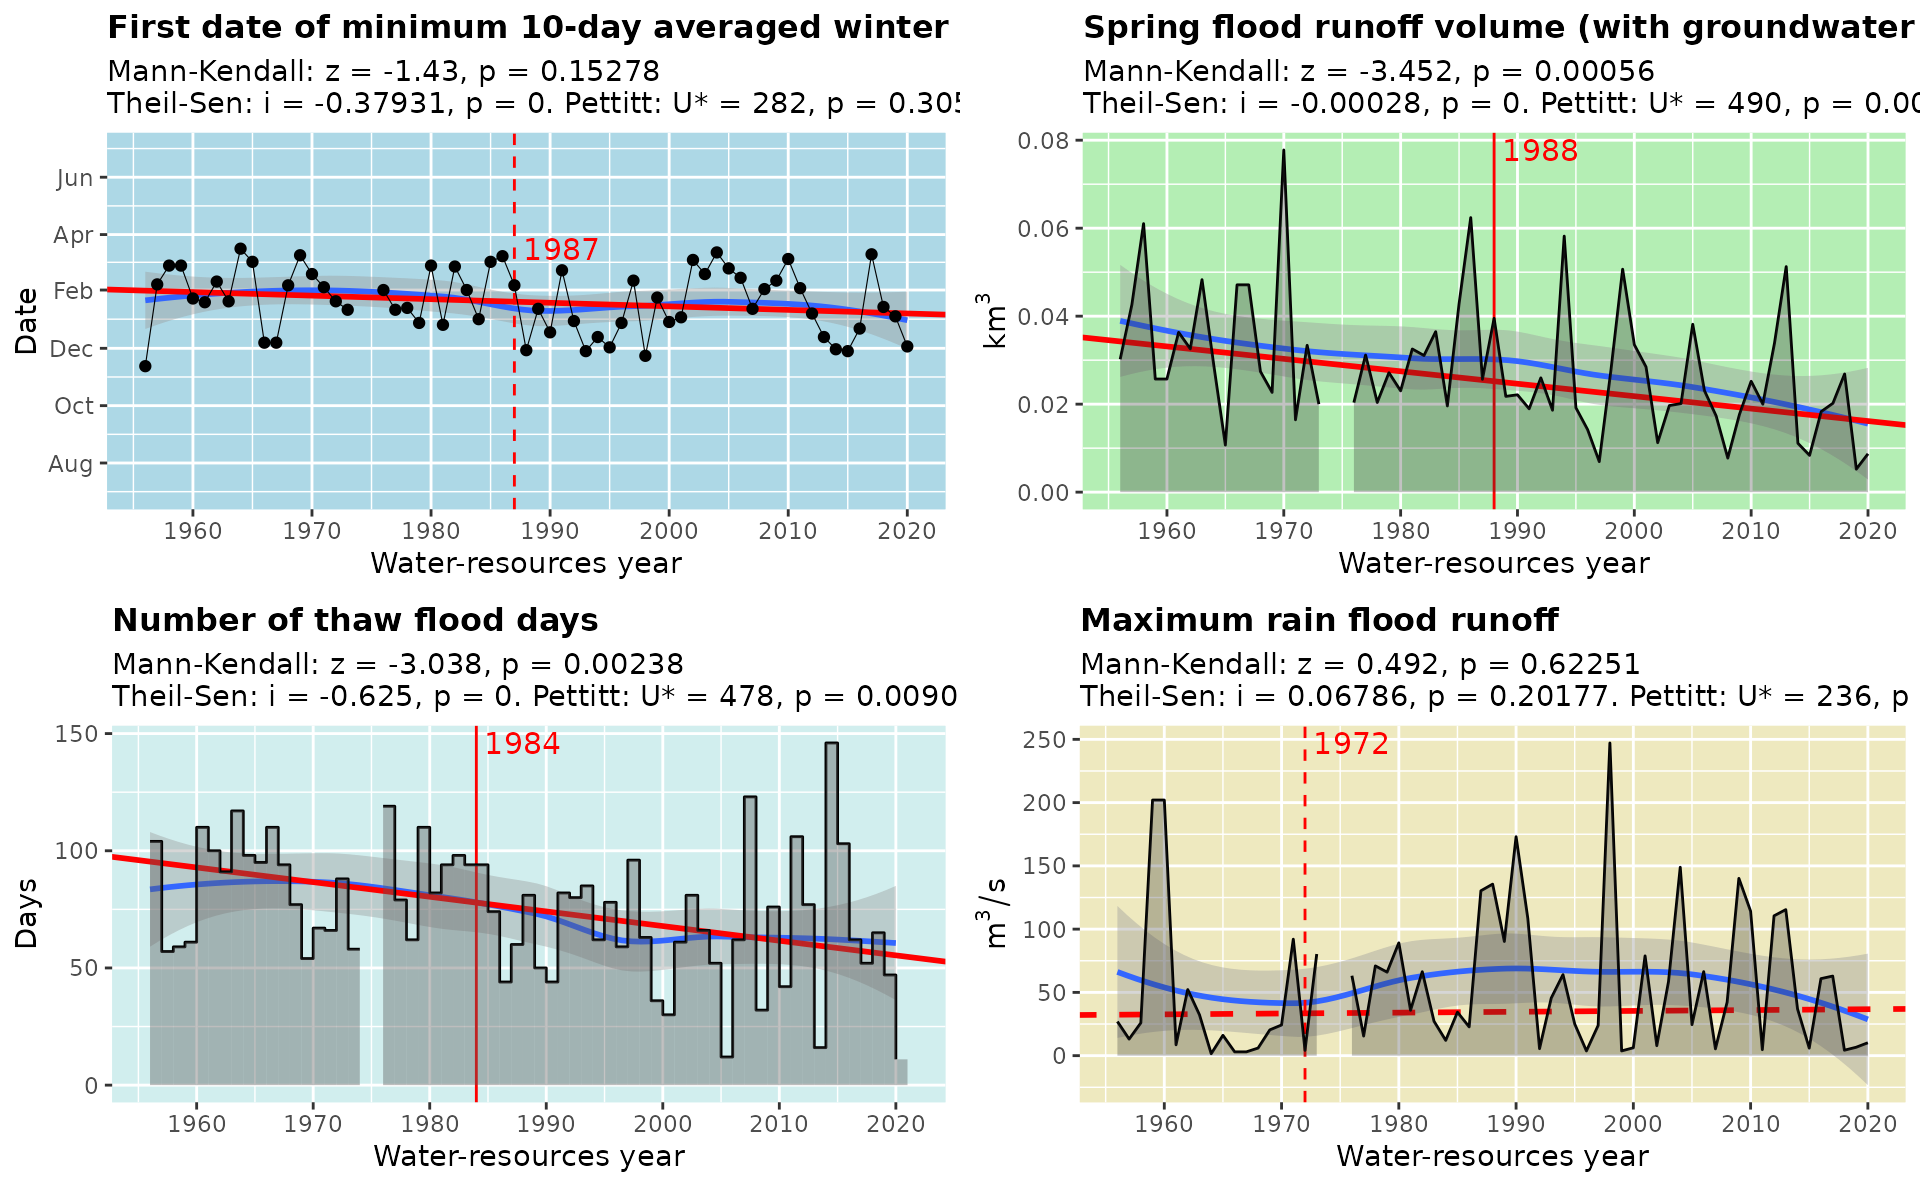 First date of minimum 10-day averaged winter
Mann-Kendall: z = -1.43, p = 0.15278
Theil-Sen: i = -0.37931, p = 0. Pettitt: U* = 282, p = 0.305
Jun
Apr
Feb
Dec
Oct
Aug
Date
1987
1960 1970 1980 1990 2000 2010 2020
Water-resources year
Spring flood runoff volume (with groundwater
Mann-Kendall: z = -3.452, p = 0.00056
Theil-Sen: i = -0.00028, p = 0. Pettitt: U* = 490, p = 0.00
0.08
0.06
0.04
0.02
0.00
km³
1988
1960 1970 1980 1990 2000 2010 2020
Water-resources year
Number of thaw flood days
Mann-Kendall: z = -3.038, p = 0.00238
Theil-Sen: i = -0.625, p = 0. Pettitt: U* = 478, p = 0.0090
150
100
50
0
Days
1984
1960 1970 1980 1990 2000 2010 2020
Water-resources year
Maximum rain flood runoff
Mann-Kendall: z = 0.492, p = 0.62251
Theil-Sen: i = 0.06786, p = 0.20177. Pettitt: U* = 236, p
250
200
150
100
50
0
m³/s
1972
1960 1970 1980 1990 2000 2010 2020
Water-resources year